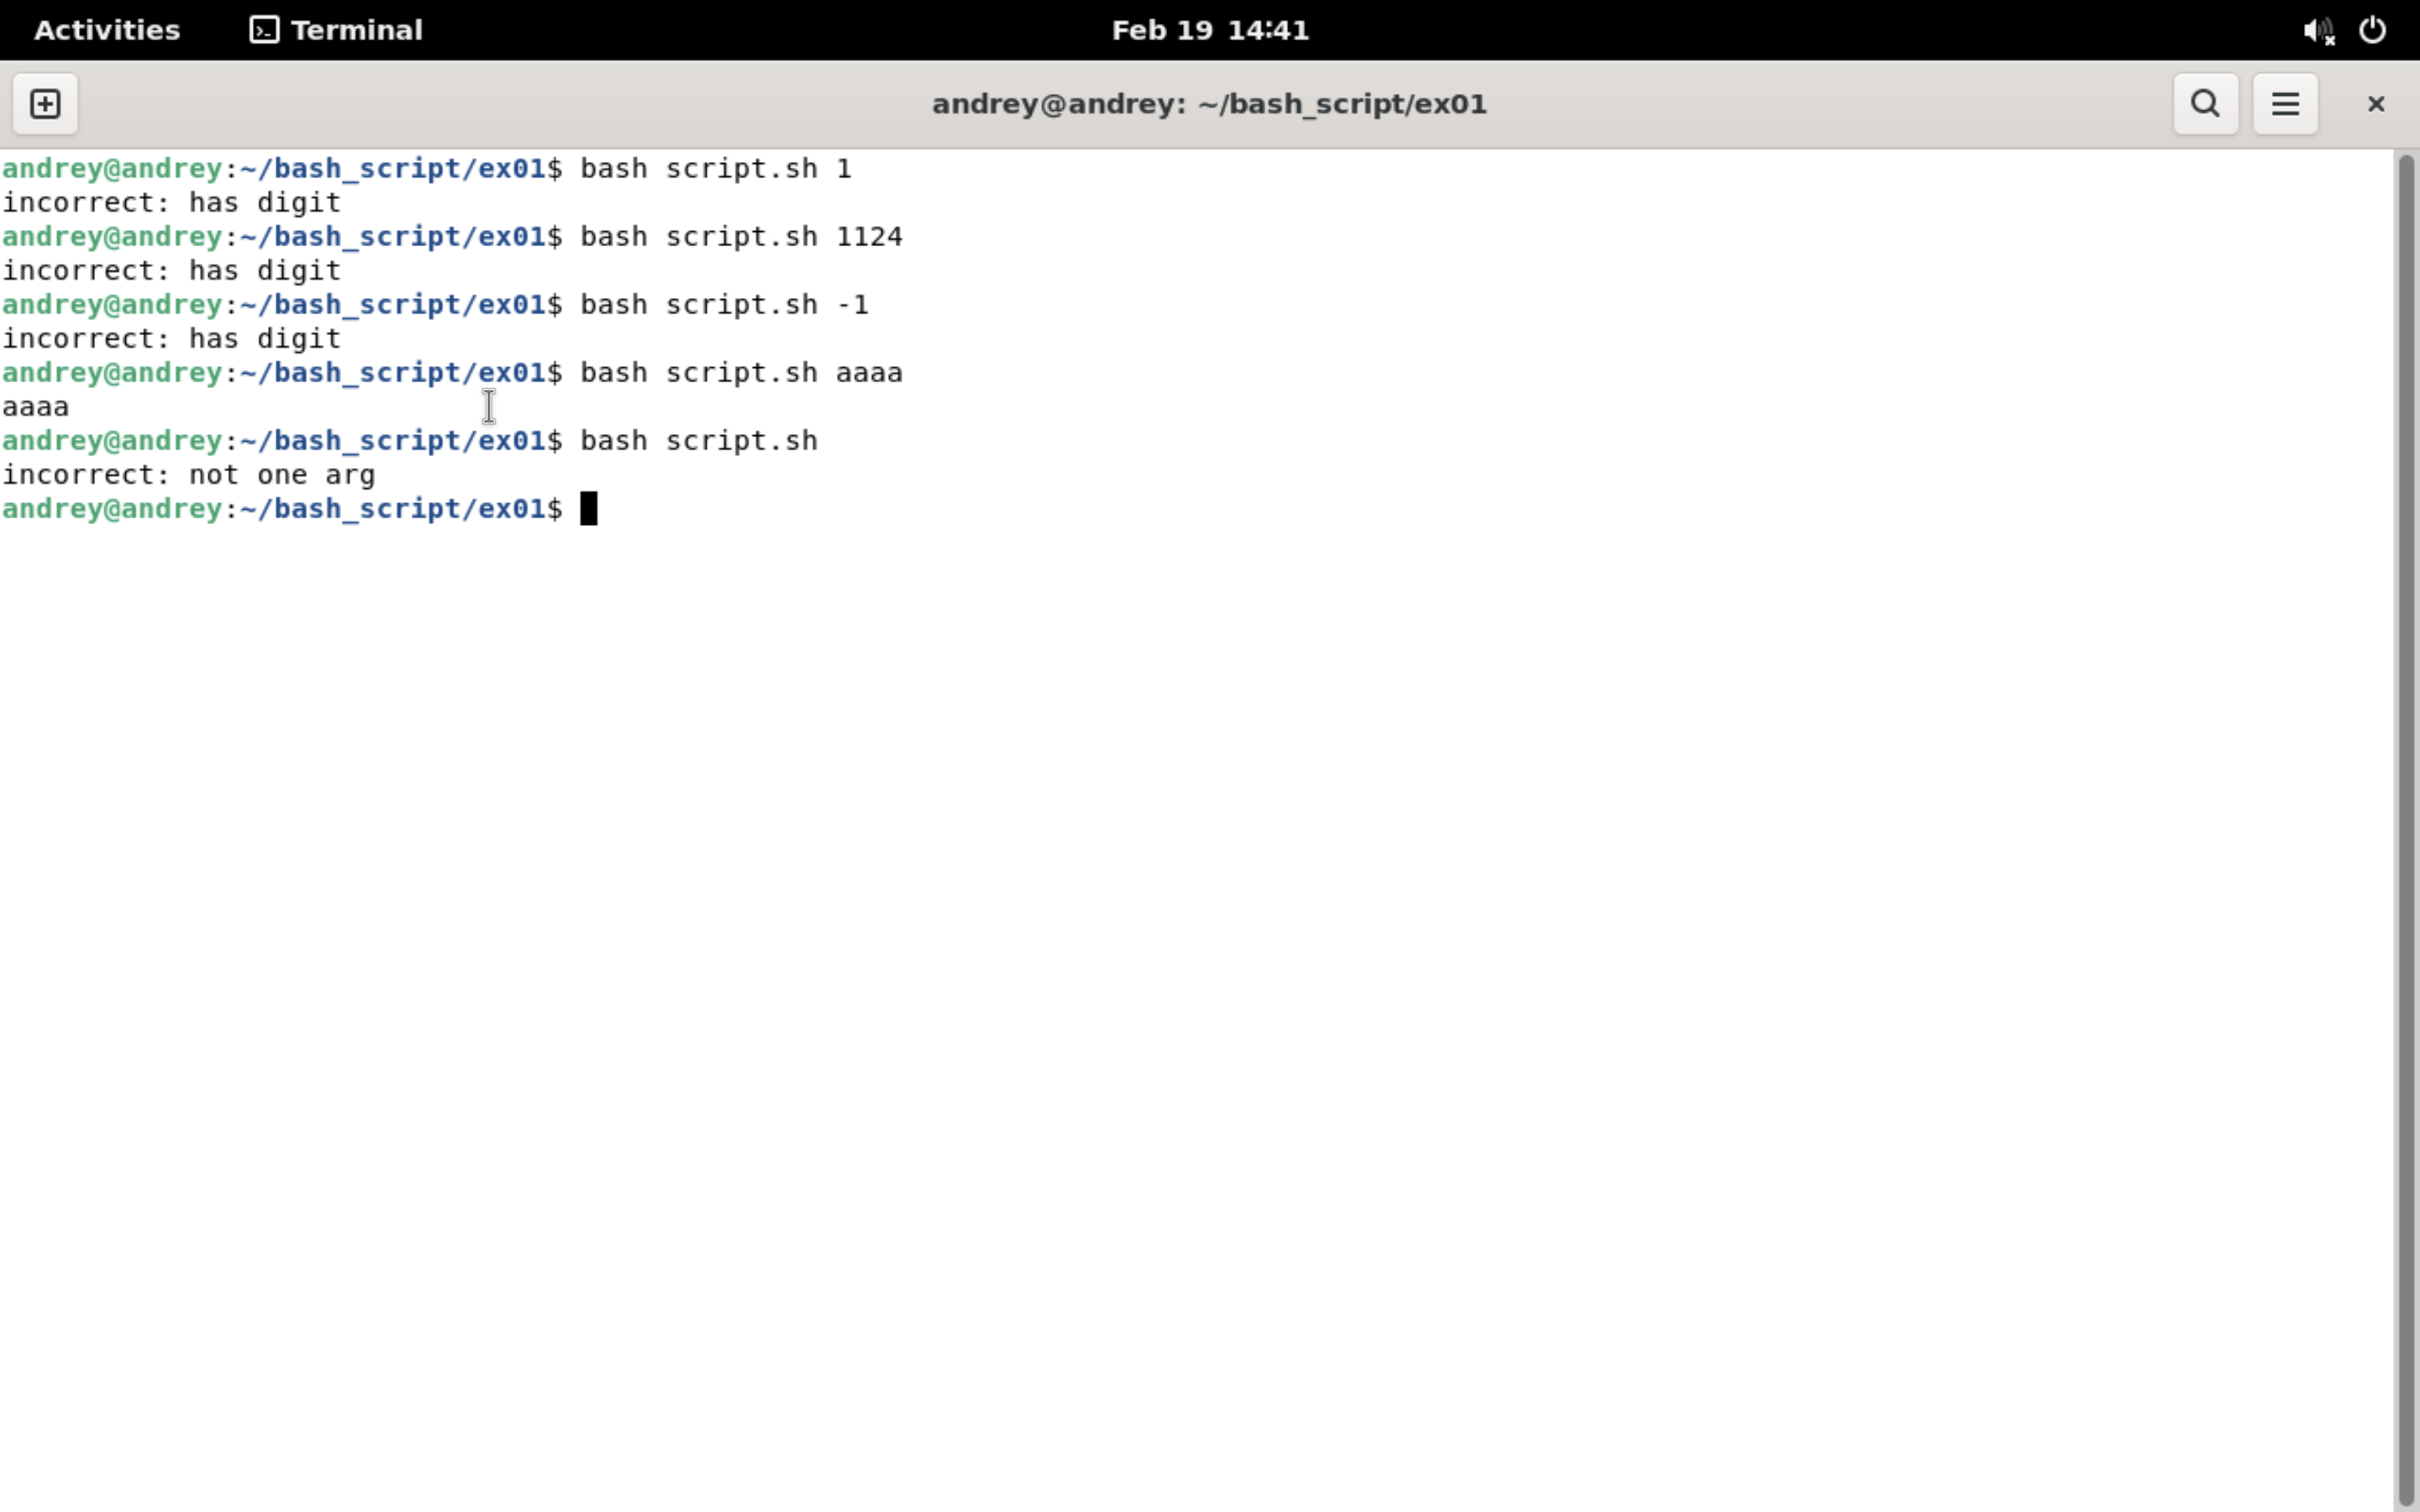 Activities Terminal Feb 19 14:41
andrey@andrey: ~/bash_script/ex01
andrey@andrey:~/bash_script/ex01$ bash script.sh 1
incorrect: has digit
andrey@andrey:~/bash_script/ex01$ bash script.sh 1124
incorrect: has digit
andrey@andrey:~/bash_script/ex01$ bash script.sh -1
incorrect: has digit
andrey@andrey:~/bash_script/ex01$ bash script.sh aaaa
aaaa
andrey@andrey:~/bash_script/ex01$ bash script.sh
incorrect: not one arg
andrey@andrey:~/bash_script/ex01$